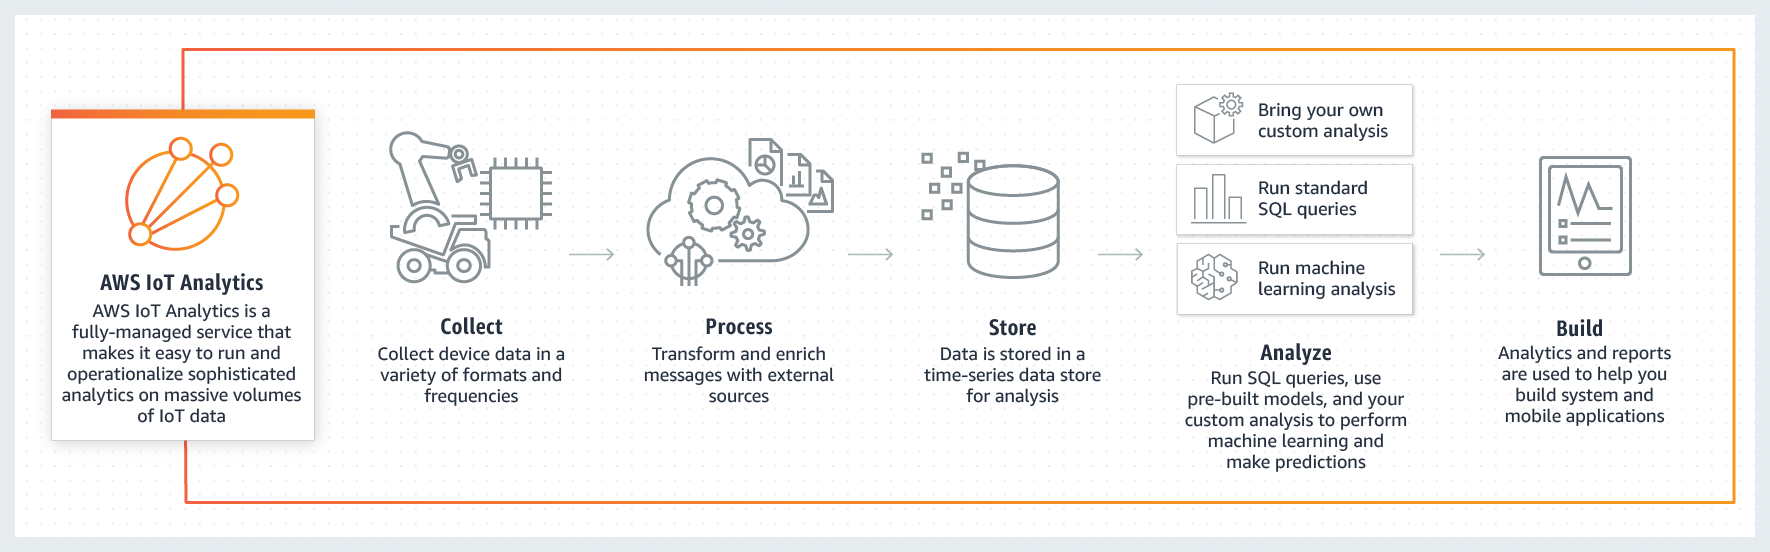 AWS IoT Analytics
AWS IoT Analytics is a
fully-managed service that
makes it easy to run and
operationalize sophisticated
analytics on massive volumes
of IoT data
Collect
Collect device data in a
variety of formats and
frequencies
Process
Transform and enrich
messages with external
sources
Store
Data is stored in a
time-series data store
for analysis
Bring your own
custom analysis
Run standard
SQL queries
Run machine
learning analysis
Analyze
Run SQL queries, use
pre-built models, and your
custom analysis to perform
machine learning and
make predictions
Build
Analytics and reports
are used to help you
build system and
mobile applications